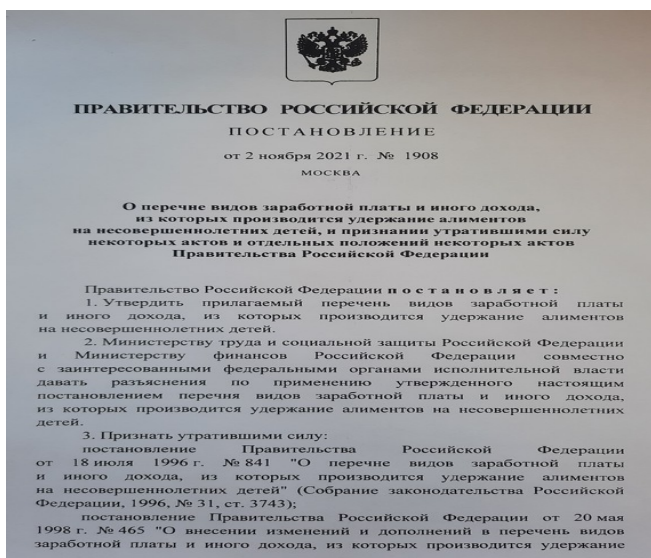 ПРАВИТЕЛЬСТВО РОССИЙСКОЙ ФЕДЕРАЦИИ
ПОСТАНОВЛЕНИЕ
от 2 ноября 2021 г. № 1908
МОСКВА
О перечне видов заработной платы и иного дохода,
из которых производится удержание алиментов
на несовершеннолетних детей, и признании утратившими силу
некоторых актов и отдельных положений некоторых актов
Правительства Российской Федерации
Правительство Российской Федерации постановляет:
1. Утвердить прилагаемый перечень видов заработной платы
и иного дохода, из которых производится удержание алиментов
на несовершеннолетних детей.
2. Министерству труда и социальной защиты Российской Федерации
и Министерству финансов Российской Федерации совместно
с заинтересованными федеральными органами исполнительной власти
давать разъяснения по применению утвержденного настоящим
постановлением перечня видов заработной платы и иного дохода,
из которых производится удержание алиментов на несовершеннолетних
детей.
3. Признать утратившими силу:
постановление Правительства Российской Федерации
от 18 июля 1996 г. № 841 "О перечне видов заработной платы
и иного дохода, из которых производится удержание алиментов
на несовершеннолетних детей" (Собрание законодательства Российской
Федерации, 1996, № 31, ст. 3743);
постановление Правительства Российской Федерации от 20 мая
1998 г. № 465 "О внесении изменений и дополнений в перечень видов
заработной платы и иного дохода, из которых производится удержание